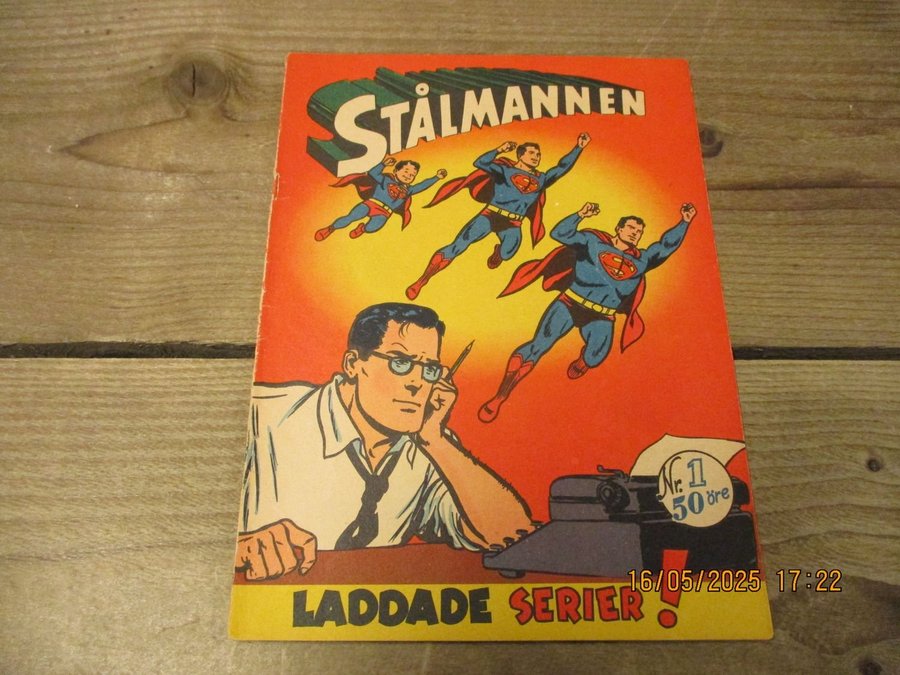 STÅLMANNEN
Nr. 1
50 öre
16/05/2025 17:22
LADDADE SERIER!